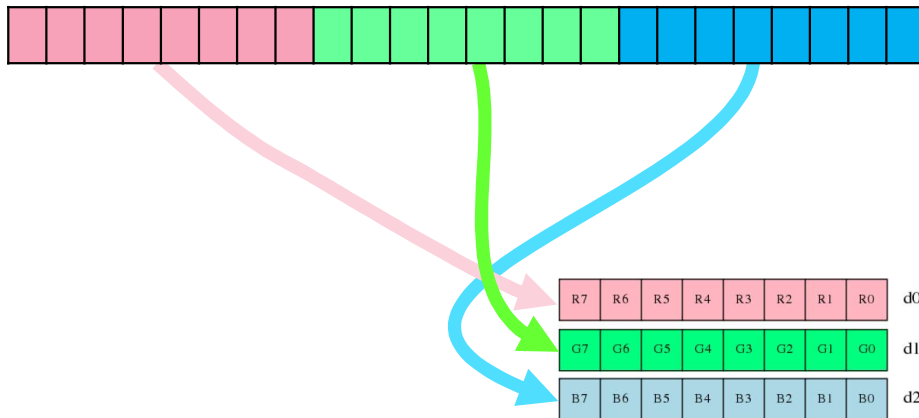 R7 R6 R5 R4 R3 R2 R1 R0 d0
G7 G6 G5 G4 G3 G2 G1 G0 d1
B7 B6 B5 B4 B3 B2 B1 B0 d2